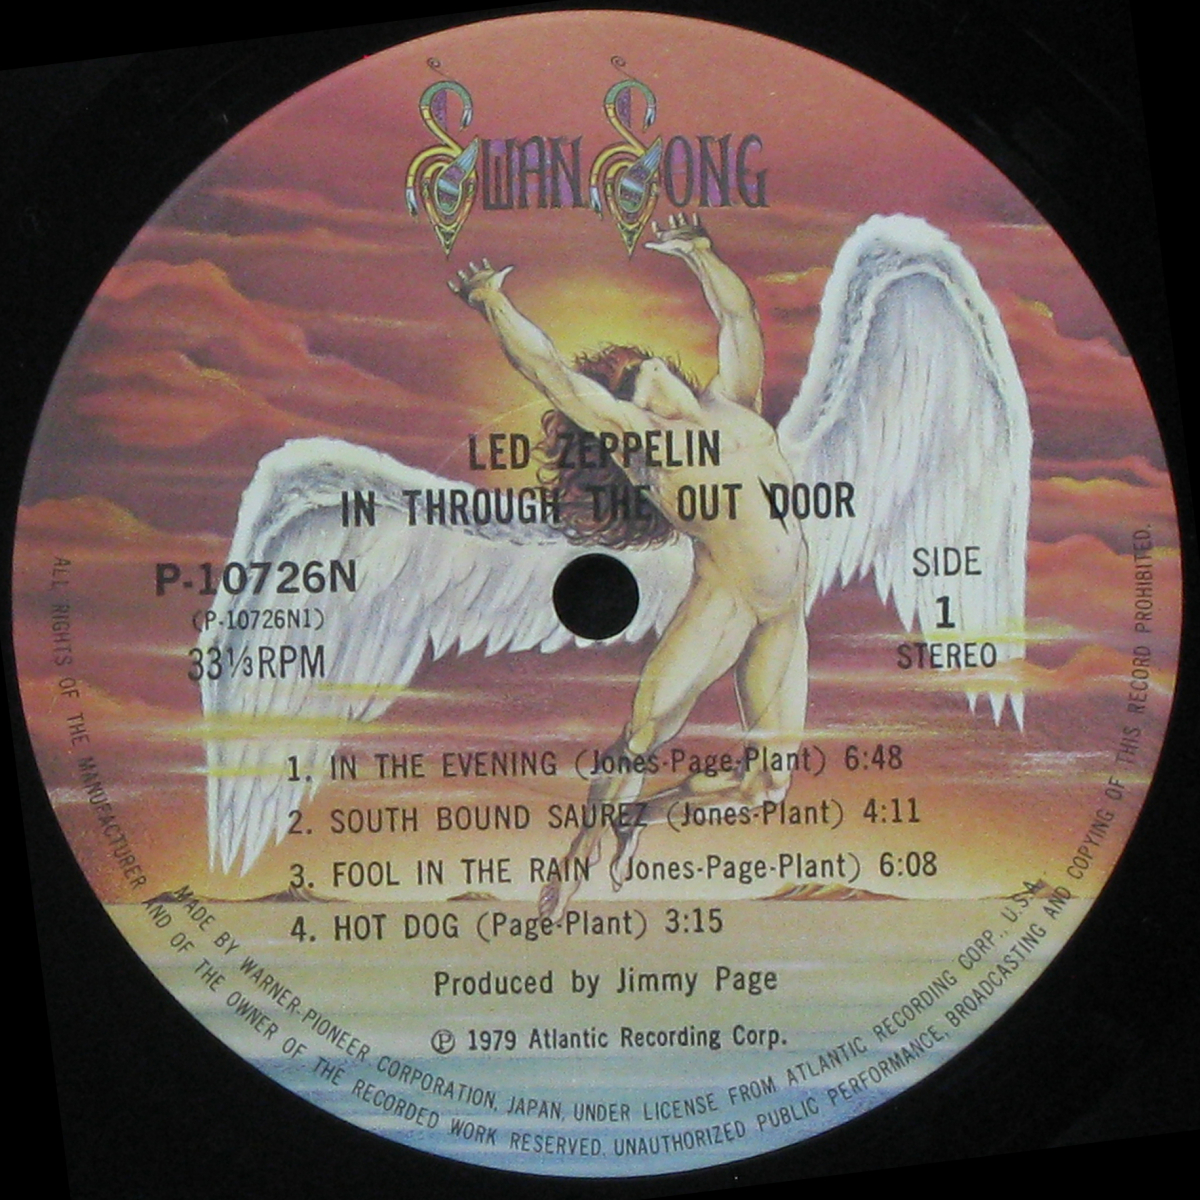 SWAN SONG
LED ZEPPELIN
IN THROUGH THE OUT DOOR
P-10726N
(P-10726N1)
33⅓RPM
SIDE
1
STEREO
1. IN THE EVENING (Jones-Page-Plant) 6:48
2. SOUTH BOUND SAUREZ (Jones-Plant) 4:11
3. FOOL IN THE RAIN (Jones-Page-Plant) 6:08
4. HOT DOG (Page-Plant) 3:15
Produced by Jimmy Page
℗ 1979 Atlantic Recording Corp.
MADE BY WARNER-PIONEER CORPORATION, JAPAN, UNDER LICENSE FROM ATLANTIC RECORDING CORP., U.S.A.
ALL RIGHTS OF THE MANUFACTURER AND OF THE OWNER OF THE RECORDED WORK RESERVED. UNAUTHORIZED PUBLIC PERFORMANCE, BROADCASTING AND COPYING OF THIS RECORD PROHIBITED.